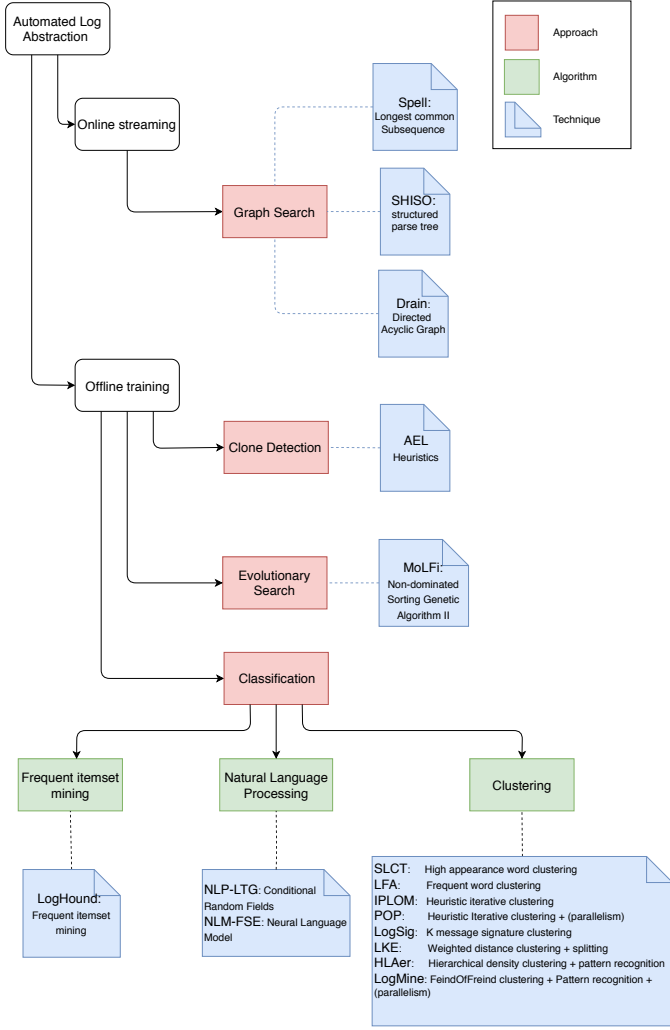 Automated Log
Abstraction
Approach
Algorithm
Technique
Online streaming
Spell:
Longest common
Subsequence
Graph Search
SHISO:
structured
parse tree
Drain:
Directed
Acyclic Graph
Offline training
Clone Detection
AEL
Heuristics
Evolutionary
Search
MoLFi:
Non-dominated
Sorting Genetic
Algorithm II
Classification
Frequent itemset
mining
Natural Language
Processing
Clustering
LogHound:
Frequent itemset
mining
NLP-LTG: Conditional
Random Fields
NLM-FSE: Neural Language
Model
SLCT: High appearance word clustering
LFA: Frequent word clustering
IPLOM: Heuristic iterative clustering
POP: Heuristic Iterative clustering + (parallelism)
LogSig: K message signature clustering
LKE: Weighted distance clustering + splitting
HLAer: Hierarchical density clustering + pattern recognition
LogMine: FeindOfFreind clustering + Pattern recognition +
(parallelism)